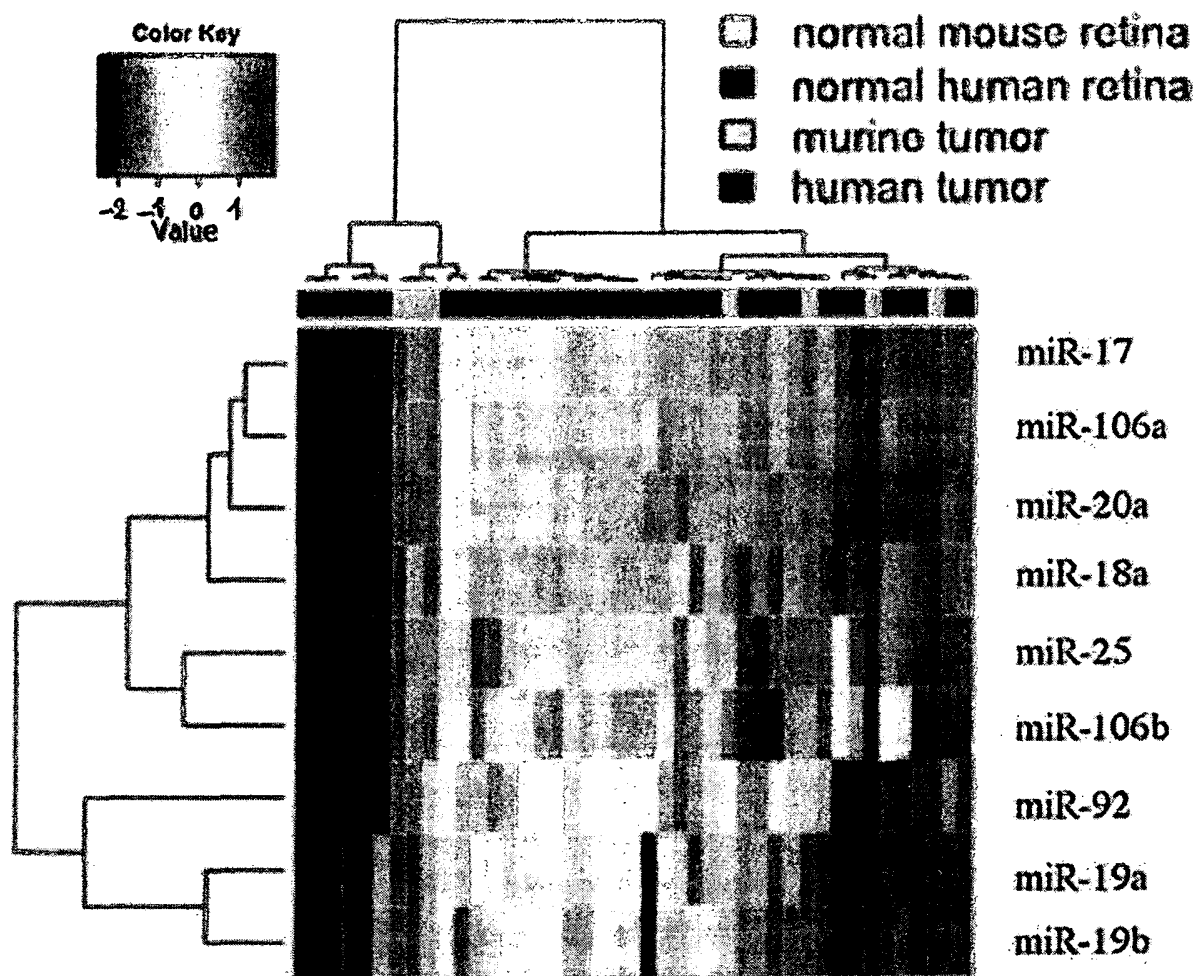 Color Key
-2 -1 0 1
Value
normal mouse retina
normal human retina
murine tumor
human tumor
miR-17
miR-106a
miR-20a
miR-18a
miR-25
miR-106b
miR-92
miR-19a
miR-19b